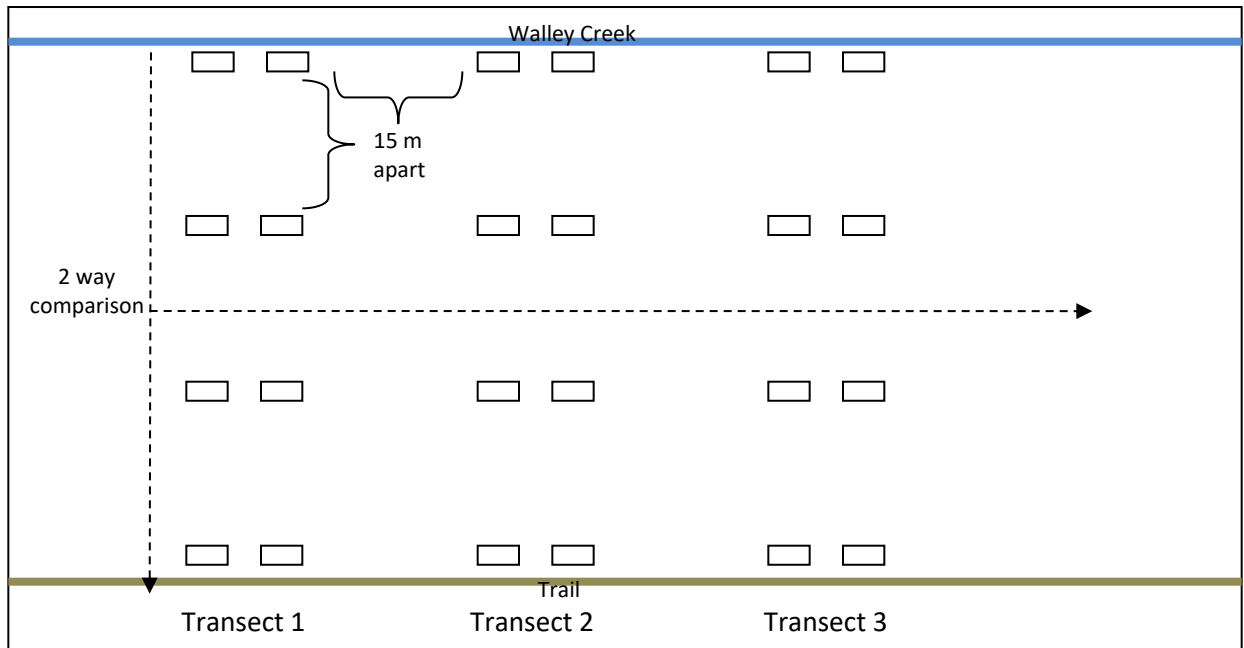 Walley Creek
15 m
apart
2 way
comparison
Trail
Transect 1
Transect 2
Transect 3